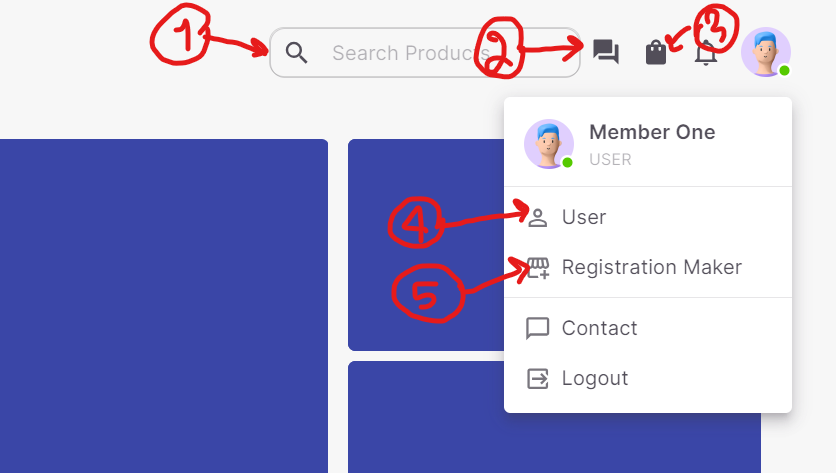 1
Search Products
2
3
Member One
USER
4
User
5
Registration Maker
Contact
Logout